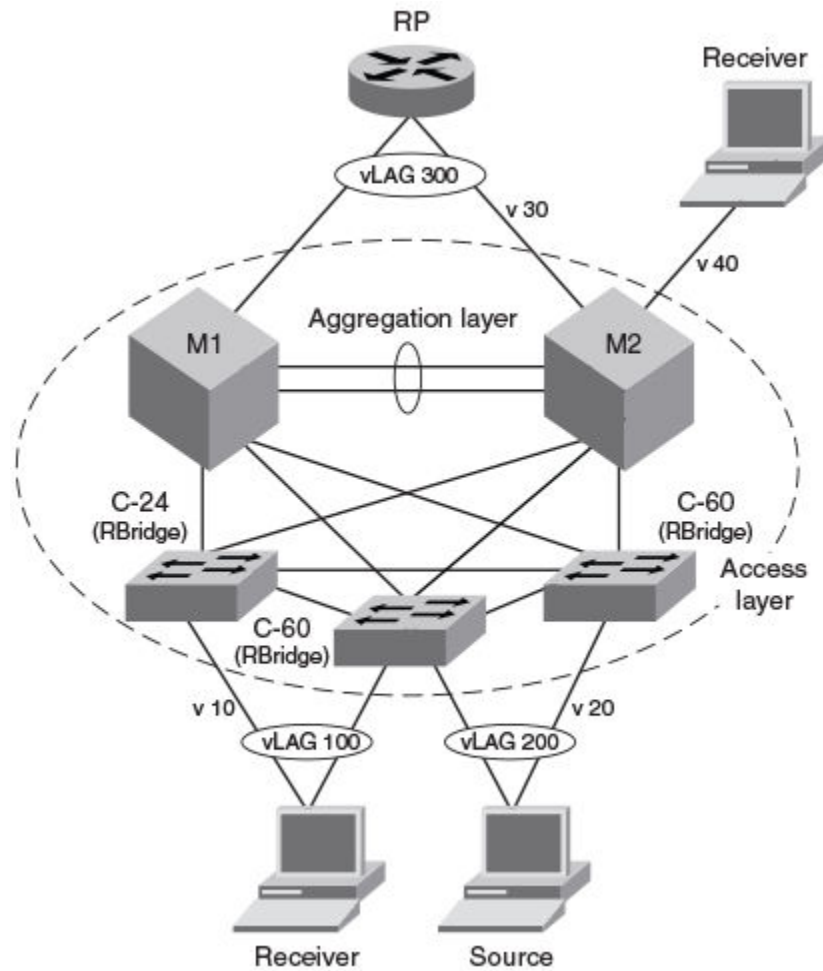 RP
Receiver
vLAG 300
v 30
v 40
Aggregation layer
M1
M2
C-24
(RBridge)
C-60
(RBridge)
Access
layer
C-60
(RBridge)
v 10
v 20
vLAG 100
vLAG 200
Receiver
Source